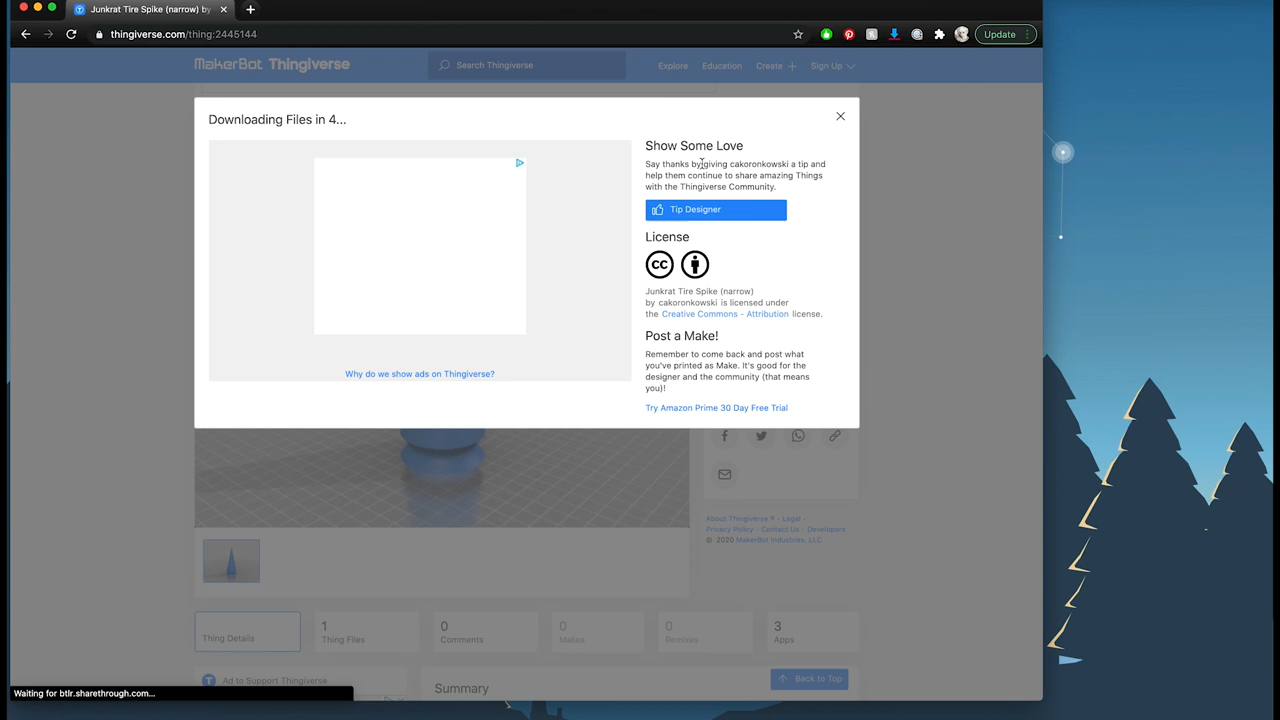 Junkrat Tire Spike (narrow) by
thingiverse.com/thing:2445144
Update
MakerBot Thingiverse
Search Thingiverse
Explore
Education
Create
Sign Up
Downloading Files in 4...
Show Some Love
Say thanks by giving cakoronkowski a tip and
help them continue to share amazing Things
with the Thingiverse Community.
Tip Designer
License
cc
Junkrat Tire Spike (narrow)
by cakoronkowski is licensed under
the Creative Commons - Attribution license.
Post a Make!
Remember to come back and post what
you've printed as Make. It's good for the
designer and the community (that means
you)!
Try Amazon Prime 30 Day Free Trial
Why do we show ads on Thingiverse?
About Thingiverse ® · Legal ·
Privacy Policy · Contact Us · Developers
© 2020 MakerBot Industries, LLC
Thing Details
1
Thing Files
0
Comments
0
Makes
0
Remixes
3
Apps
Ad to Support Thingiverse
Summary
Back to Top
Waiting for btlr.sharethrough.com...